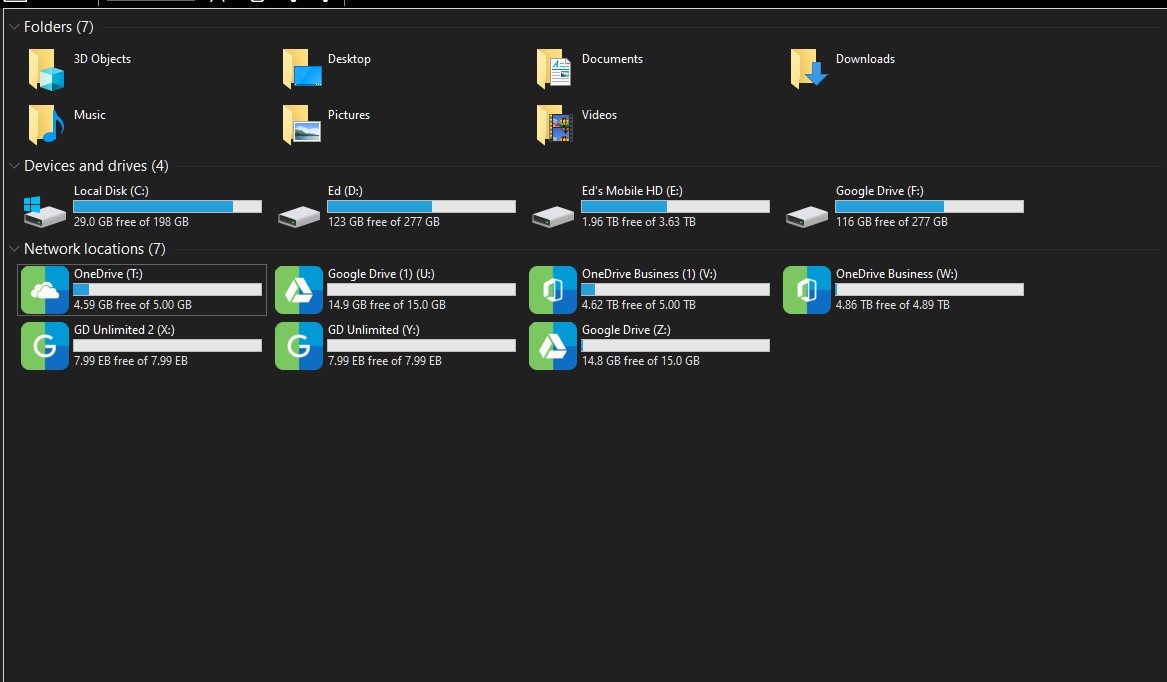 Folders (7)
3D Objects
Desktop
Documents
Downloads
Music
Pictures
Videos
Devices and drives (4)
Local Disk (C:)
29.0 GB free of 198 GB
Ed (D:)
123 GB free of 277 GB
Ed's Mobile HD (E:)
1.96 TB free of 3.63 TB
Google Drive (F:)
116 GB free of 277 GB
Network locations (7)
OneDrive (T:)
4.59 GB free of 5.00 GB
Google Drive (1) (U:)
14.9 GB free of 15.0 GB
OneDrive Business (1) (V:)
4.62 TB free of 5.00 TB
OneDrive Business (W:)
4.86 TB free of 4.89 TB
GD Unlimited 2 (X:)
7.99 EB free of 7.99 EB
GD Unlimited (Y:)
7.99 EB free of 7.99 EB
Google Drive (Z:)
14.8 GB free of 15.0 GB